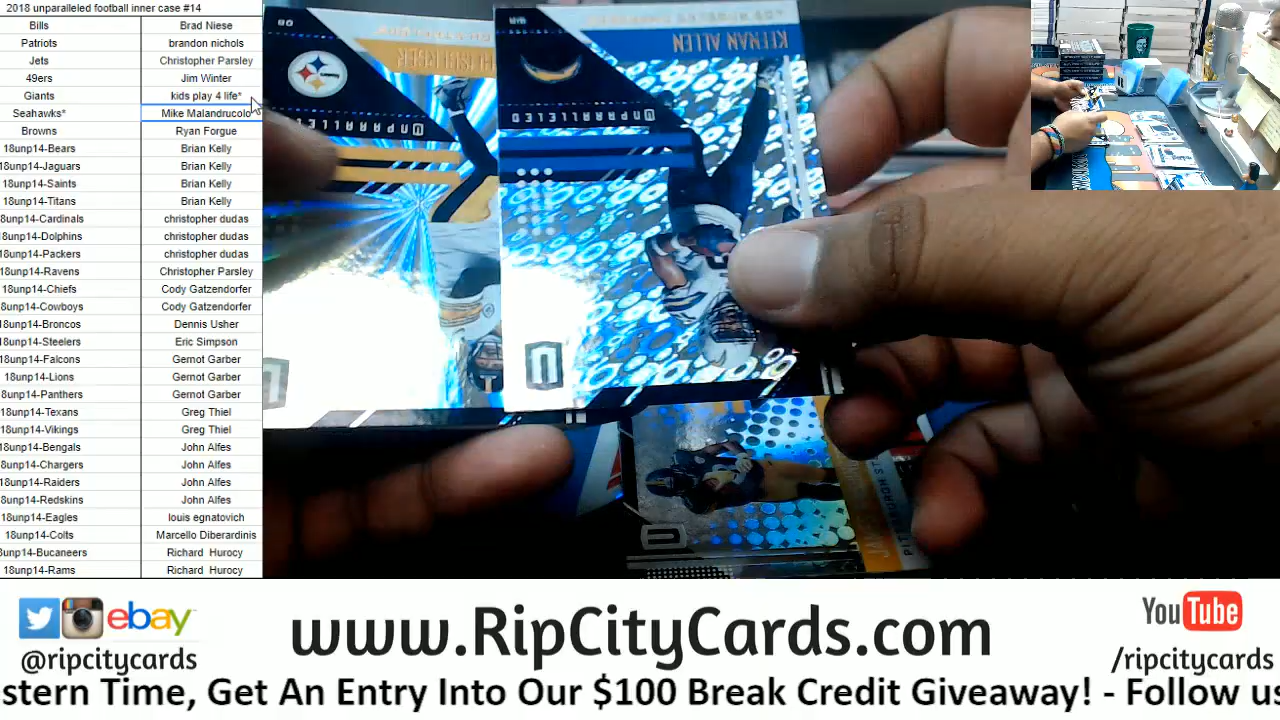 2018 unparalleled football inner case #14
Bills Brad Niese
Patriots brandon nichols
Jets Christopher Parsley
49ers Jim Winter
Giants kids play 4 life*
Seahawks* Mike Malandrucolo
Browns Ryan Forgue
18unp14-Bears Brian Kelly
18unp14-Jaguars Brian Kelly
18unp14-Saints Brian Kelly
18unp14-Titans Brian Kelly
8unp14-Cardinals christopher dudas
8unp14-Dolphins christopher dudas
8unp14-Packers christopher dudas
18unp14-Ravens Christopher Parsley
18unp14-Chiefs Cody Gatzendorfer
8unp14-Cowboys Cody Gatzendorfer
18unp14-Broncos Dennis Usher
18unp14-Steelers Eric Simpson
18unp14-Falcons Gernot Garber
18unp14-Lions Gernot Garber
18unp14-Panthers Gernot Garber
18unp14-Texans Greg Thiel
18unp14-Vikings Greg Thiel
18unp14-Bengals John Alfes
8unp14-Chargers John Alfes
18unp14-Raiders John Alfes
8unp14-Redskins John Alfes
18unp14-Eagles louis egnatovich
18unp14-Colts Marcello Diberardinis
8unp14-Bucaneers Richard Hurocy
18unp14-Rams Richard Hurocy
QB
WR
LOS ANGELES CHARGERS
KEENAN ALLEN
UNPARALLELED
Steelers
UNPARALLELED
ebay
@ripcitycards
www.RipCityCards.com
YouTube
/ripcitycards
stern Time, Get An Entry Into Our $100 Break Credit Giveaway! - Follow us